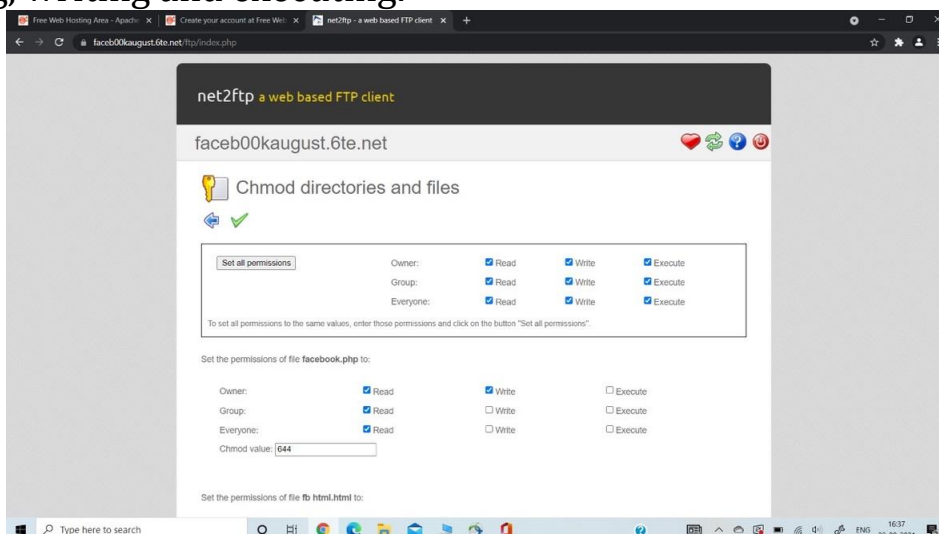 g, writing and executing.
Free Web Hosting Area - Apache
Create your account at Free Web
net2ftp - a web based FTP client
faceb00kaugust.6te.net/ftp/index.php
net2ftp a web based FTP client
faceb00kaugust.6te.net
Chmod directories and files
Set all permissions Owner: Read Write Execute
Group: Read Write Execute
Everyone: Read Write Execute
To set all permissions to the same values, enter those permissions and click on the button "Set all permissions".
Set the permissions of file facebook.php to:
Owner: Read Write Execute
Group: Read Write Execute
Everyone: Read Write Execute
Chmod value: 644
Set the permissions of file fb html.html to:
Type here to search
ENG 16:37